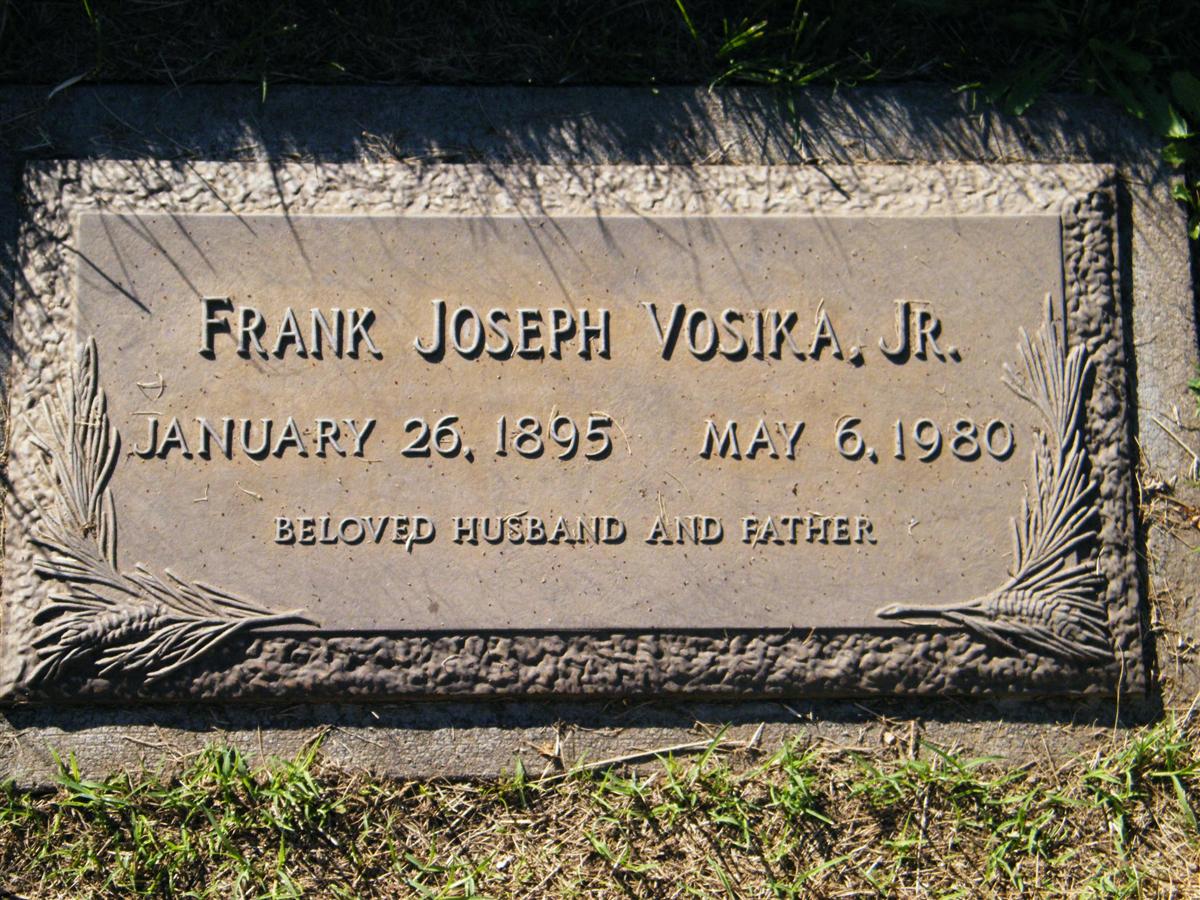 FRANK JOSEPH VOSIKA, JR.
JANUARY 26, 1895 MAY 6, 1980
BELOVED HUSBAND AND FATHER